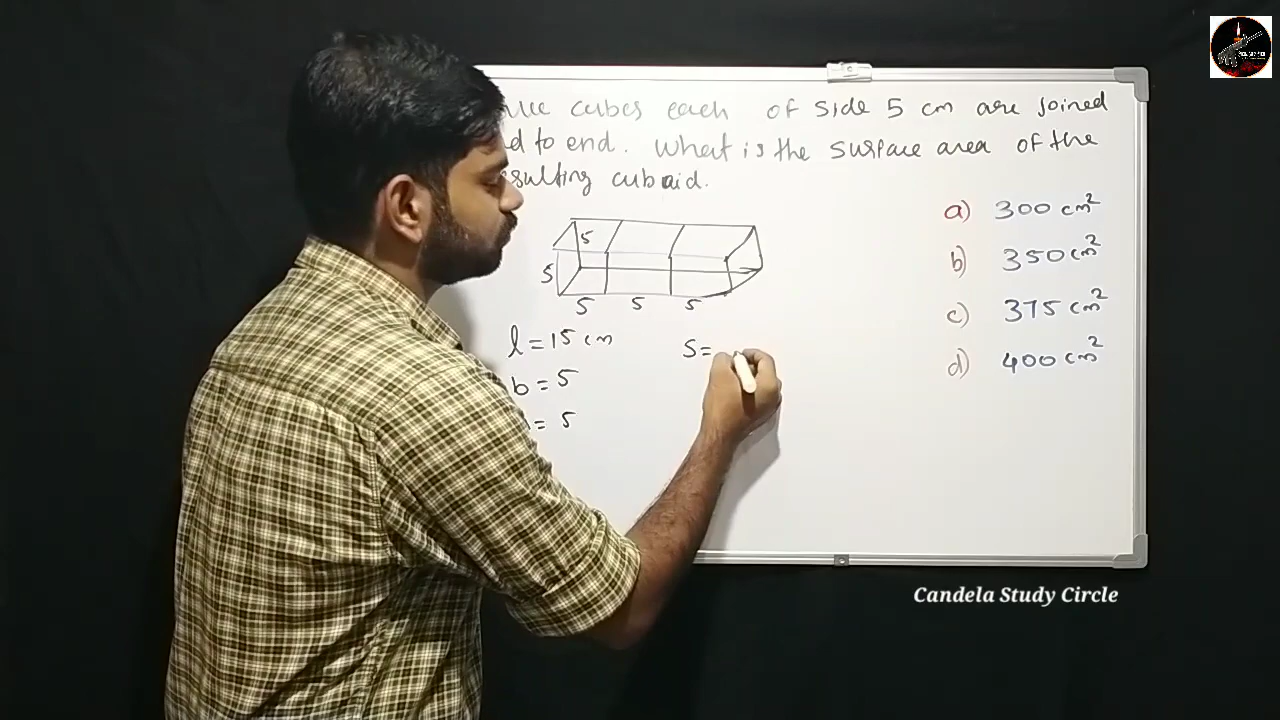 cubes each of side 5 cm are joined
to end. What is the surface area of the
cuboid.
a) 300 cm²
b) 350 cm²
c) 375 cm²
d) 400 cm²
5
5
5 5 5
l = 15 cm
S=
b = 5
= 5
Candela Study Circle